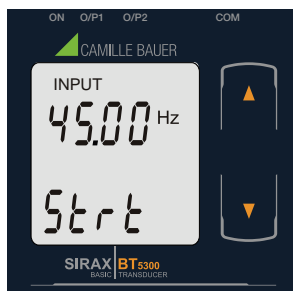 ON O/P1 O/P2 COM
CAMILLE BAUER
INPUT
45.00 Hz
Strt
SIRAX BT5300
BASIC TRANSDUCER